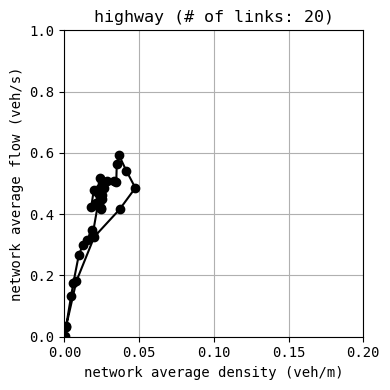 highway (# of links: 20)
1.0
0.8
0.6
0.4
0.2
0.0
network average flow (veh/s)
0.00 0.05 0.10 0.15 0.20
network average density (veh/m)